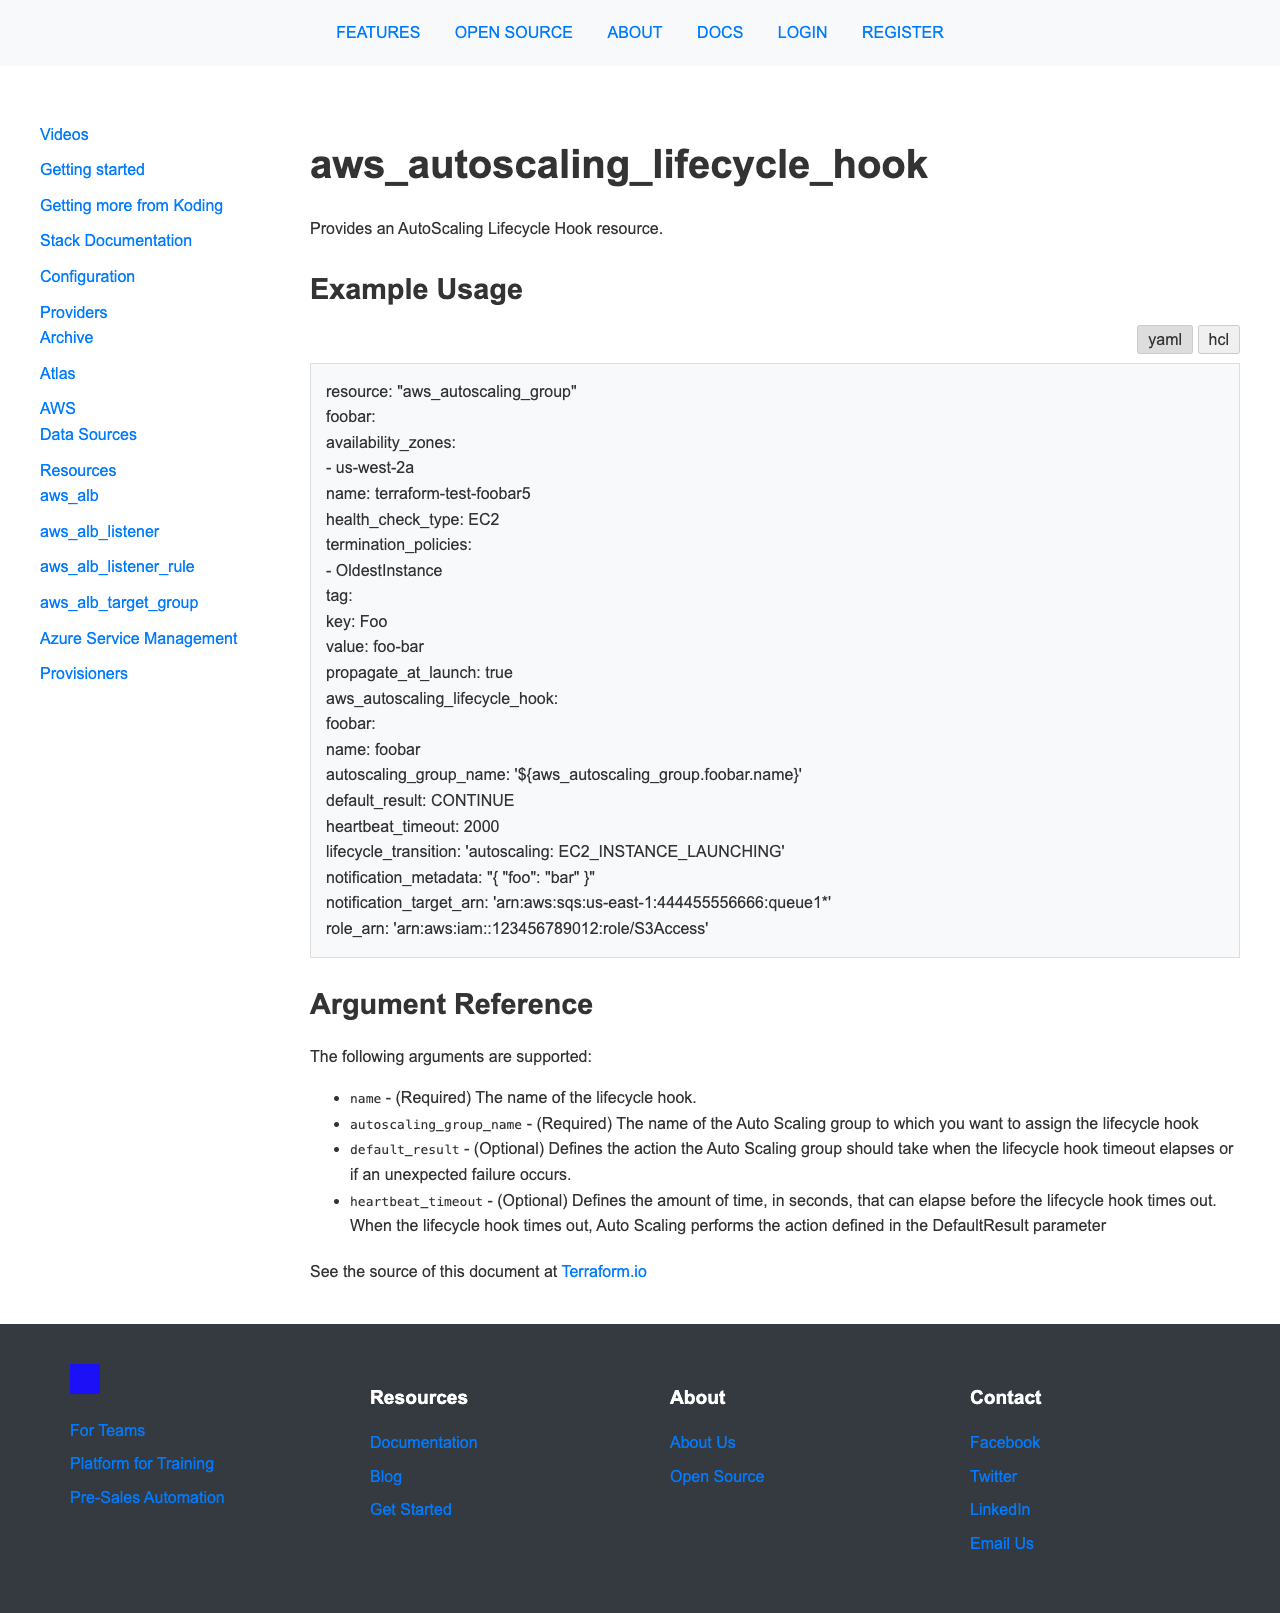 FEATURES OPEN SOURCE ABOUT DOCS LOGIN REGISTER
Videos
Getting started
Getting more from Koding
Stack Documentation
Configuration
Providers
Archive
Atlas
AWS
Data Sources
Resources
aws_alb
aws_alb_listener
aws_alb_listener_rule
aws_alb_target_group
Azure Service Management
Provisioners
aws_autoscaling_lifecycle_hook
Provides an AutoScaling Lifecycle Hook resource.
Example Usage
yaml hcl
resource: "aws_autoscaling_group"
foobar:
availability_zones:
- us-west-2a
name: terraform-test-foobar5
health_check_type: EC2
termination_policies:
- OldestInstance
tag:
key: Foo
value: foo-bar
propagate_at_launch: true
aws_autoscaling_lifecycle_hook:
foobar:
name: foobar
autoscaling_group_name: '${aws_autoscaling_group.foobar.name}'
default_result: CONTINUE
heartbeat_timeout: 2000
lifecycle_transition: 'autoscaling: EC2_INSTANCE_LAUNCHING'
notification_metadata: "{ "foo": "bar" }"
notification_target_arn: 'arn:aws:sqs:us-east-1:444455556666:queue1*'
role_arn: 'arn:aws:iam::123456789012:role/S3Access'
Argument Reference
The following arguments are supported:
• name - (Required) The name of the lifecycle hook.
• autoscaling_group_name - (Required) The name of the Auto Scaling group to which you want to assign the lifecycle hook
• default_result - (Optional) Defines the action the Auto Scaling group should take when the lifecycle hook timeout elapses or
if an unexpected failure occurs.
• heartbeat_timeout - (Optional) Defines the amount of time, in seconds, that can elapse before the lifecycle hook times out.
When the lifecycle hook times out, Auto Scaling performs the action defined in the DefaultResult parameter
See the source of this document at Terraform.io
For Teams
Platform for Training
Pre-Sales Automation
Resources
Documentation
Blog
Get Started
About
About Us
Open Source
Contact
Facebook
Twitter
LinkedIn
Email Us